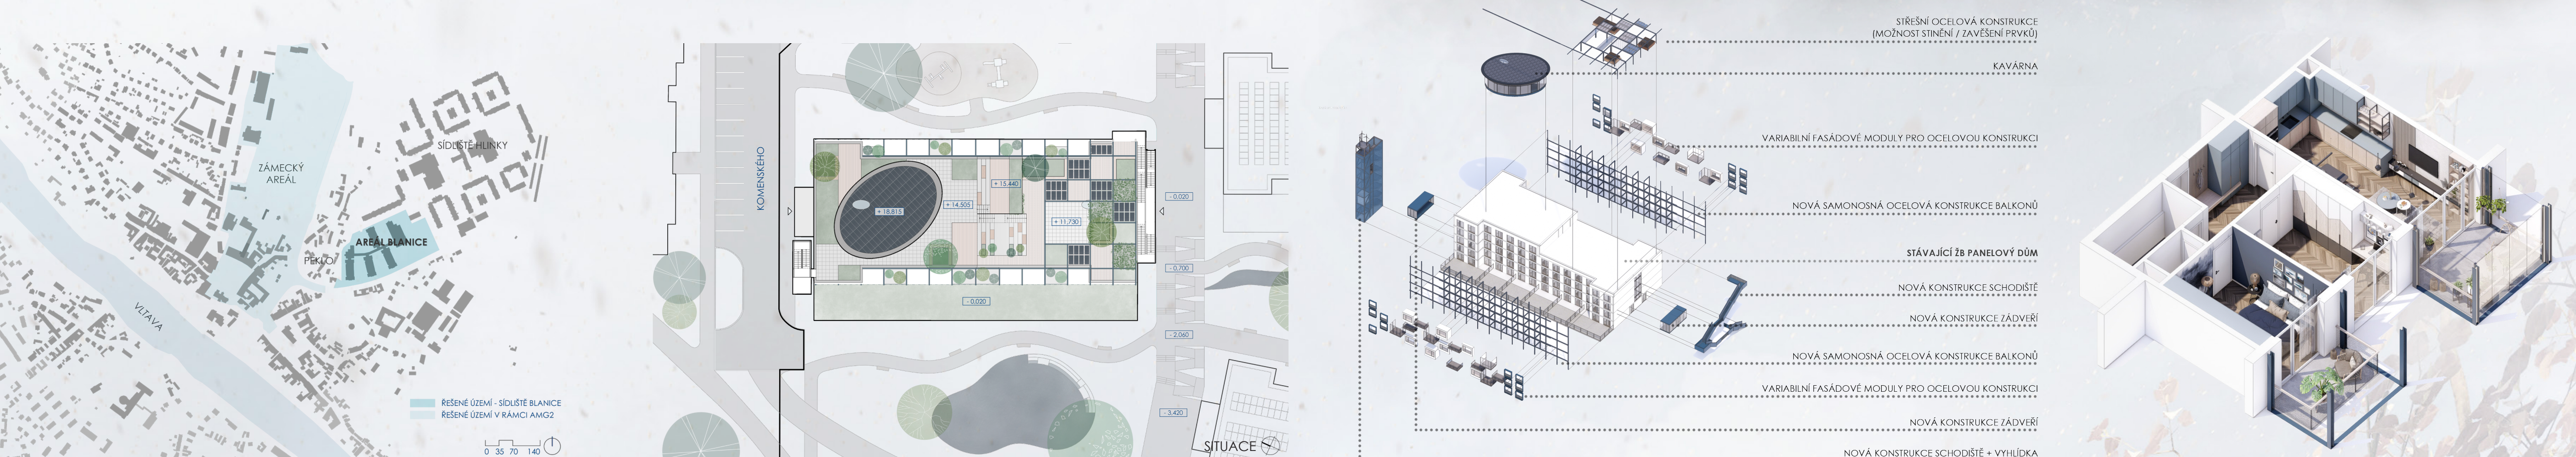 ZÁMECKÝ
AREÁL
SÍDLIŠTĚ HLINKY
AREÁL BLANICE
PEKLO
VLTAVA
ŘEŠENÉ ÚZEMÍ - SÍDLIŠTĚ BLANICE
ŘEŠENÉ ÚZEMÍ V RÁMCI AMG2
0 35 70 140
KOMENSKÉHO
+ 15.440
+ 14.505
+ 18.815
+ 11.730
- 0.020
- 0.020
- 0.700
- 2.060
- 3.420
SITUACE
STŘEŠNÍ OCELOVÁ KONSTRUKCE
(MOŽNOST STINĚNÍ / ZAVĚŠENÍ PRVKŮ)
KAVÁRNA
VARIABILNÍ FASÁDOVÉ MODULY PRO OCELOVOU KONSTRUKCI
NOVÁ SAMONOSNÁ OCELOVÁ KONSTRUKCE BALKONŮ
STÁVAJÍCÍ ŽB PANELOVÝ DŮM
NOVÁ KONSTRUKCE SCHODIŠTĚ
NOVÁ KONSTRUKCE ZÁDVEŘÍ
NOVÁ SAMONOSNÁ OCELOVÁ KONSTRUKCE BALKONŮ
VARIABILNÍ FASÁDOVÉ MODULY PRO OCELOVOU KONSTRUKCI
NOVÁ KONSTRUKCE ZÁDVEŘÍ
NOVÁ KONSTRUKCE SCHODIŠTĚ + VYHLÍDKA